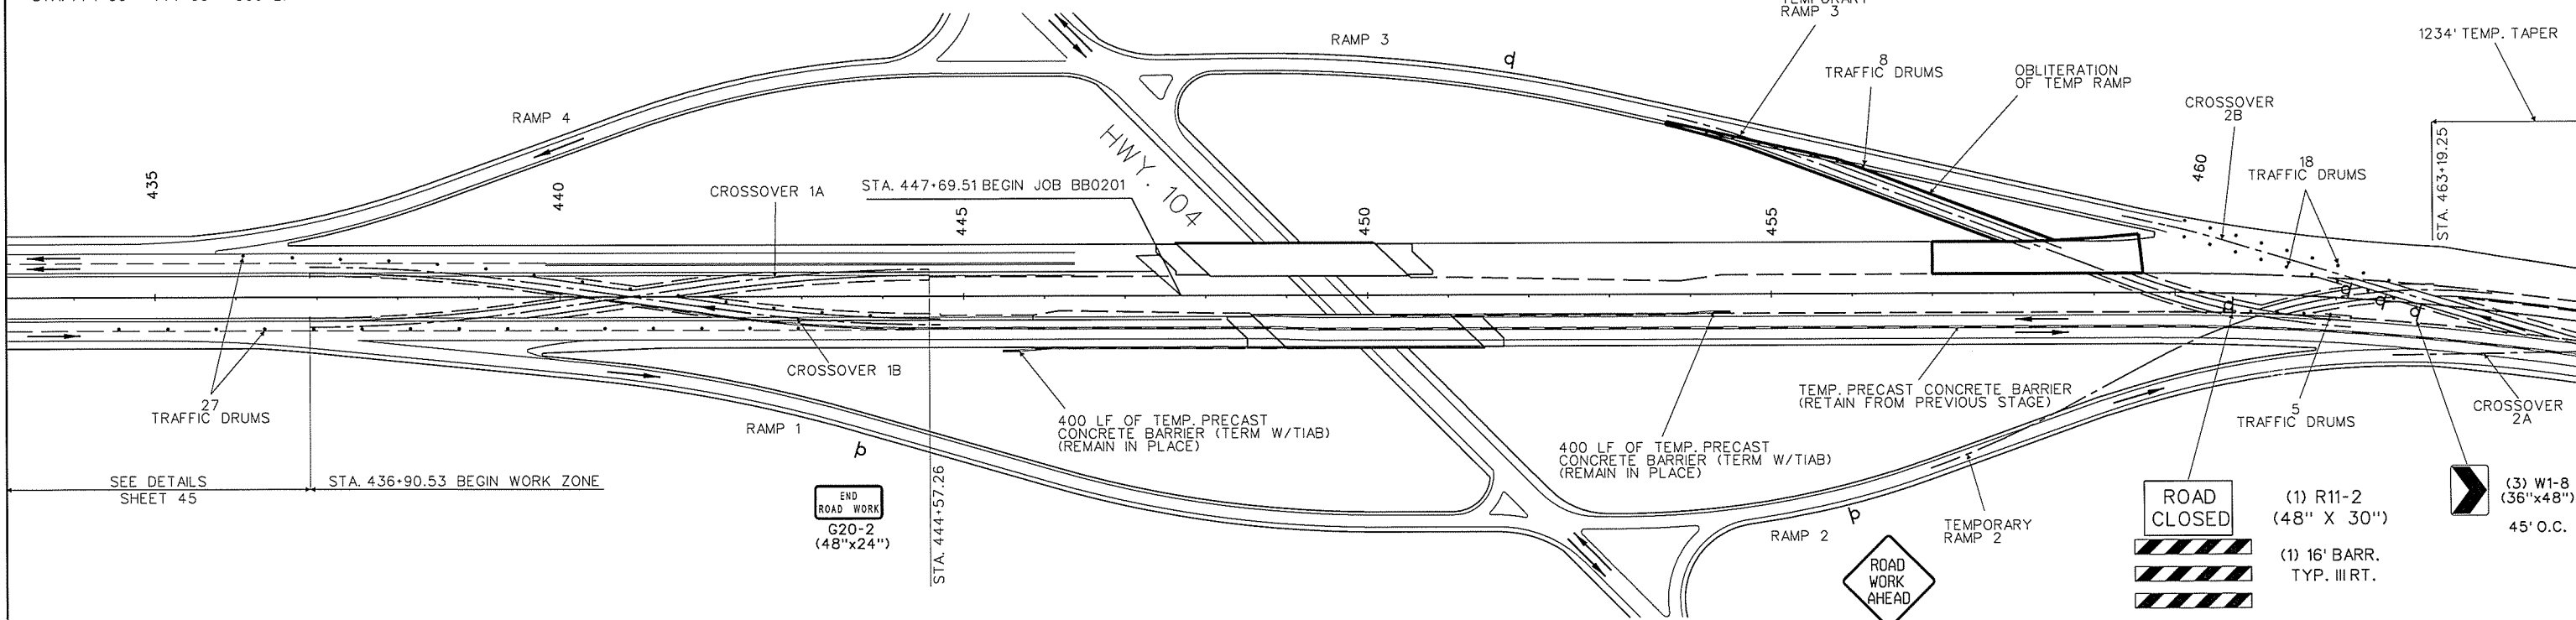 TEMPORARY
RAMP 3
1234' TEMP. TAPER
RAMP 3
8
TRAFFIC DRUMS
OBLITERATION
OF TEMP RAMP
CROSSOVER
2B
RAMP 4
HWY. 104
435
440
CROSSOVER 1A
STA. 447+69.51 BEGIN JOB BB0201
445
450
455
460
18
TRAFFIC DRUMS
STA. 463+19.25
27
TRAFFIC DRUMS
CROSSOVER 1B
RAMP 1
400 LF OF TEMP. PRECAST
CONCRETE BARRIER (TERM W/TIAB)
(REMAIN IN PLACE)
400 LF OF TEMP. PRECAST
CONCRETE BARRIER (TERM W/TIAB)
(REMAIN IN PLACE)
TEMP. PRECAST CONCRETE BARRIER
(RETAIN FROM PREVIOUS STAGE)
5
TRAFFIC DRUMS
CROSSOVER
2A
SEE DETAILS
SHEET 45
STA. 436+90.53 BEGIN WORK ZONE
END
ROAD WORK
G20-2
(48"x24")
STA. 444+57.26
RAMP 2
TEMPORARY
RAMP 2
ROAD
WORK
AHEAD
ROAD
CLOSED
(1) R11-2
(48" X 30")
(1) 16' BARR.
TYP. III RT.
(3) W1-8
(36"x48")
45' O.C.